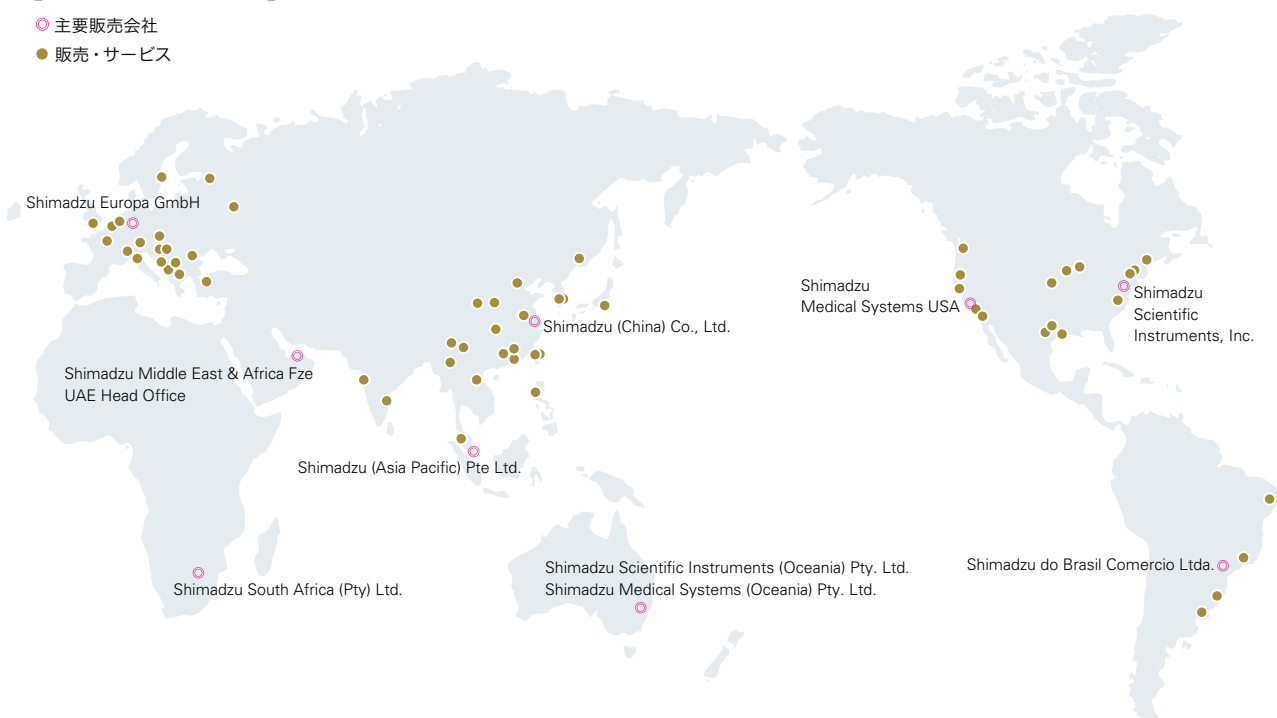 主要販売会社
販売・サービス
Shimadzu Europa GmbH
Shimadzu
Medical Systems USA
Shimadzu
Scientific
Instruments, Inc.
Shimadzu (China) Co., Ltd.
Shimadzu Middle East & Africa Fze
UAE Head Office
Shimadzu (Asia Pacific) Pte Ltd.
Shimadzu Scientific Instruments (Oceania) Pty. Ltd.
Shimadzu Medical Systems (Oceania) Pty. Ltd.
Shimadzu do Brasil Comercio Ltda.
Shimadzu South Africa (Pty) Ltd.